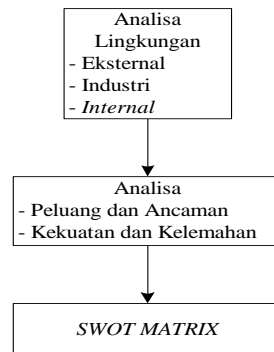 Analisa
Lingkungan
- Eksternal
- Industri
- Internal
Analisa
- Peluang dan Ancaman
- Kekuatan dan Kelemahan
SWOT MATRIX